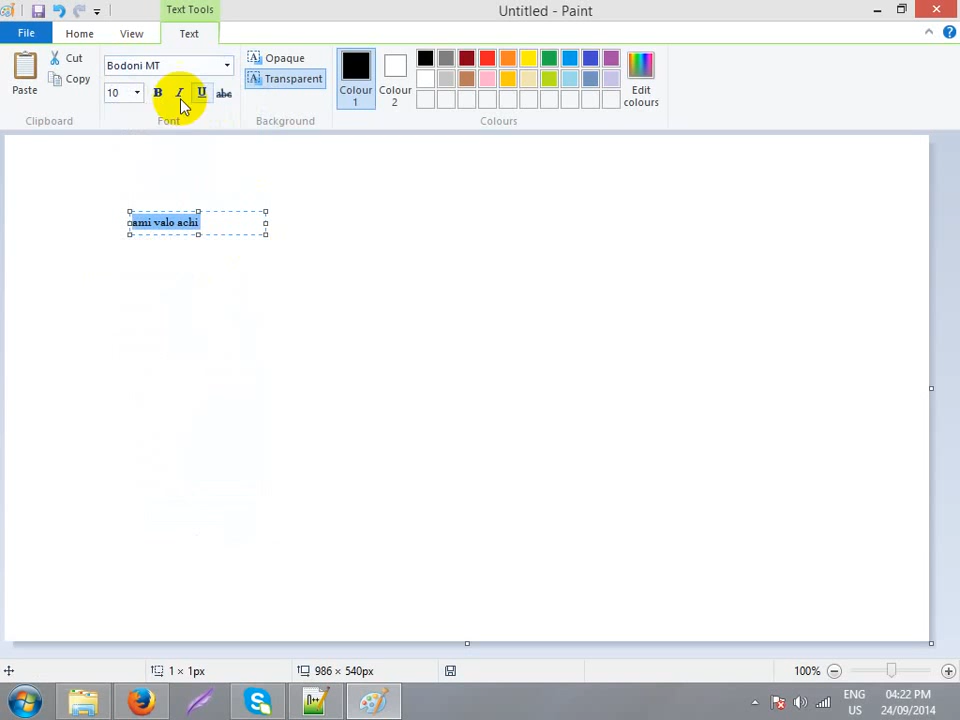 Text Tools
Untitled - Paint
File
Home
View
Text
Paste
Cut
Copy
Clipboard
Bodoni MT
10
B
I
U
abc
Font
Opaque
Transparent
Background
Colour 1
Colour 2
Edit colours
Colours
ami valo achi
1 × 1px
986 × 540px
100%
ENG
US
04:22 PM
24/09/2014